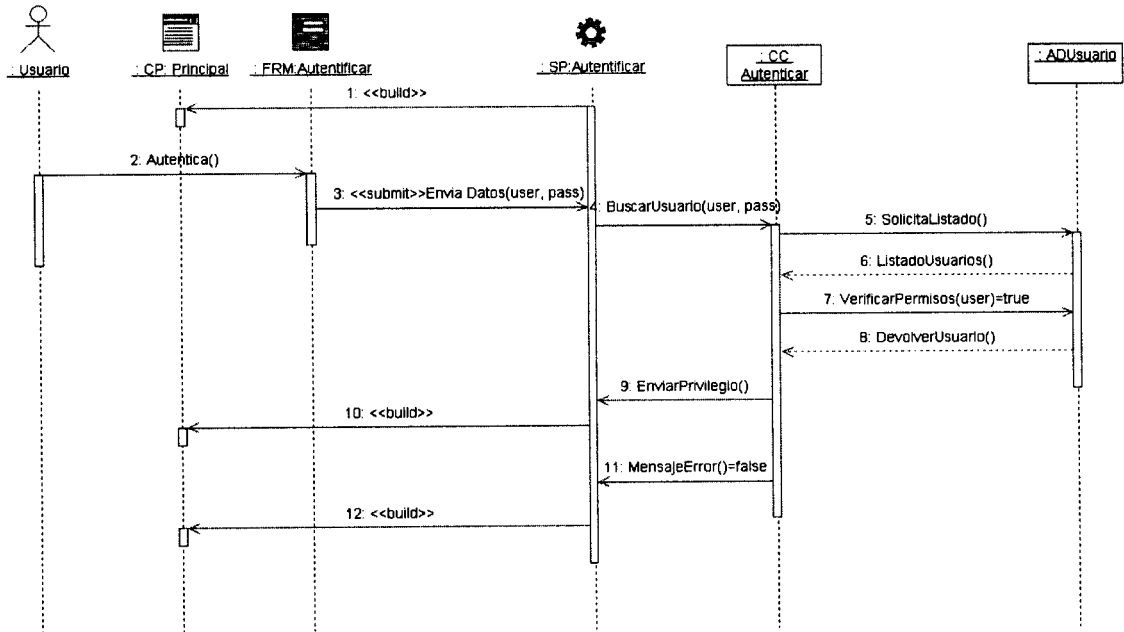 : Usuario
: CP: Principal
: FRM:Autentificar
: SP:Autentificar
: CC
Autenticar
: ADUsuario
1: <<build>>
2: Autentica()
3: <<submit>>Envia Datos(user, pass)
4: BuscarUsuario(user, pass)
5: SolicitaListado()
6: ListadoUsuarios()
7: VerificarPermisos(user)=true
8: DevolverUsuario()
9: EnviarPrivilegio()
10: <<build>>
11: MensajeError()=false
12: <<build>>